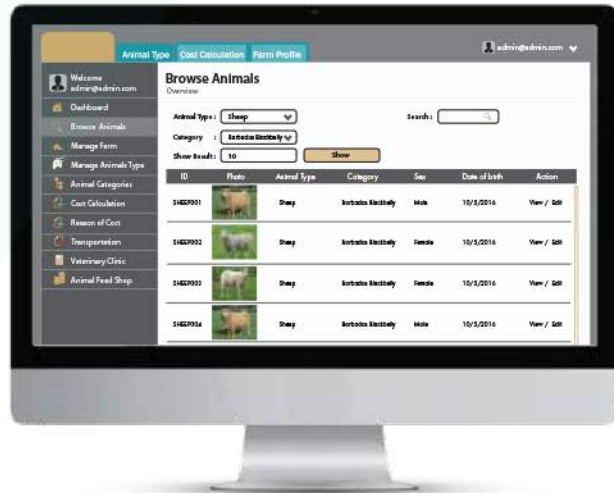 Animal Type Cost Calculation Farm Profile
admin@admin.com
Welcome
admin@admin.com
Dashboard
Browse Animals
Manage Farm
Manage Animals Type
Animal Categories
Cost Calculation
Reason of Cost
Transportation
Veterinary Clinic
Animal Feed Shop
Browse Animals
Overview
Animal Type : Sheep Search :
Category : Barbados Blackbelly
Show Result : 10 Show
ID Photo Animal Type Category Sex Date of birth Action
SHEEP001 Sheep Barbados Blackbelly Male 10/5/2016 View / Edit
SHEEP002 Sheep Barbados Blackbelly Female 10/5/2016 View / Edit
SHEEP003 Sheep Barbados Blackbelly Female 10/5/2016 View / Edit
SHEEP004 Sheep Barbados Blackbelly Male 10/5/2016 View / Edit